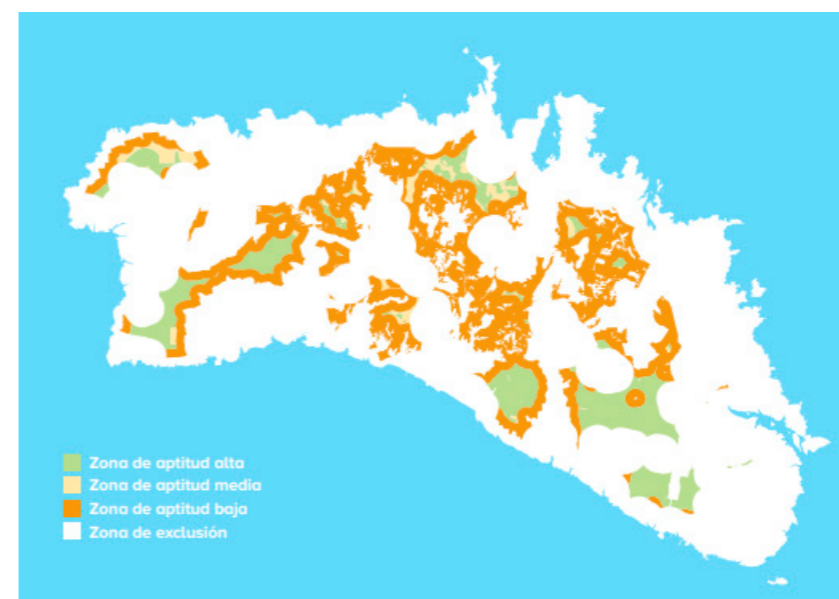 Zona de aptitud alta
Zona de aptitud media
Zona de aptitud baja
Zona de exclusión